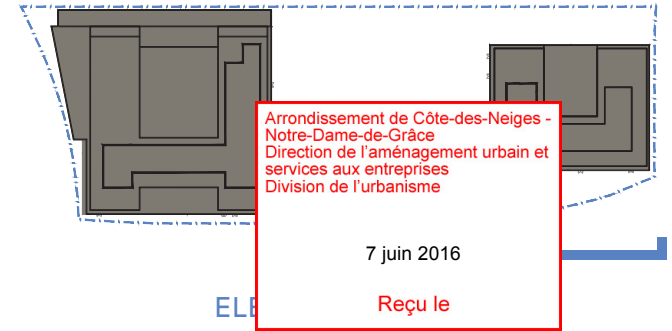 Arrondissement de Côte-des-Neiges -
Notre-Dame-de-Grâce
Direction de l'aménagement urbain et
services aux entreprises
Division de l'urbanisme
7 juin 2016
Reçu le